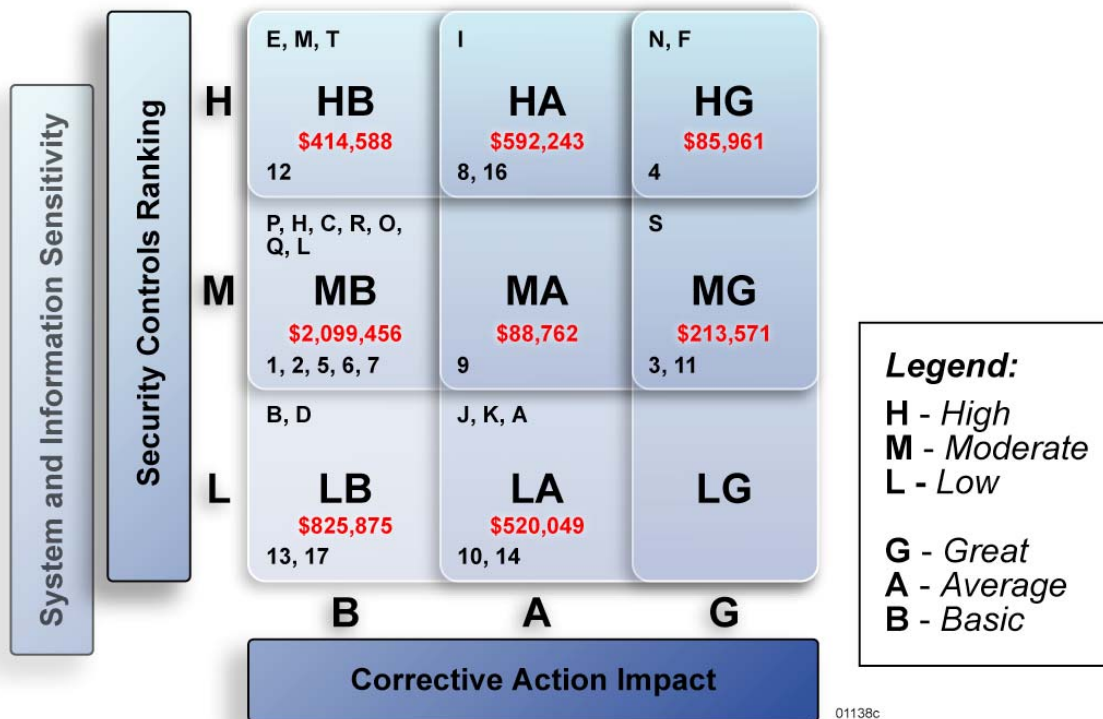 System and Information Sensitivity
Security Controls Ranking
H
E, M, T
HB
$414,588
12
I
HA
$592,243
8, 16
N, F
HG
$85,961
4
M
P, H, C, R, O,
Q, L
MB
$2,099,456
1, 2, 5, 6, 7
MA
$88,762
9
S
MG
$213,571
3, 11
L
B, D
LB
$825,875
13, 17
J, K, A
LA
$520,049
10, 14
LG
B
A
G
Corrective Action Impact
Legend:
H - High
M - Moderate
L - Low
G - Great
A - Average
B - Basic
01138c